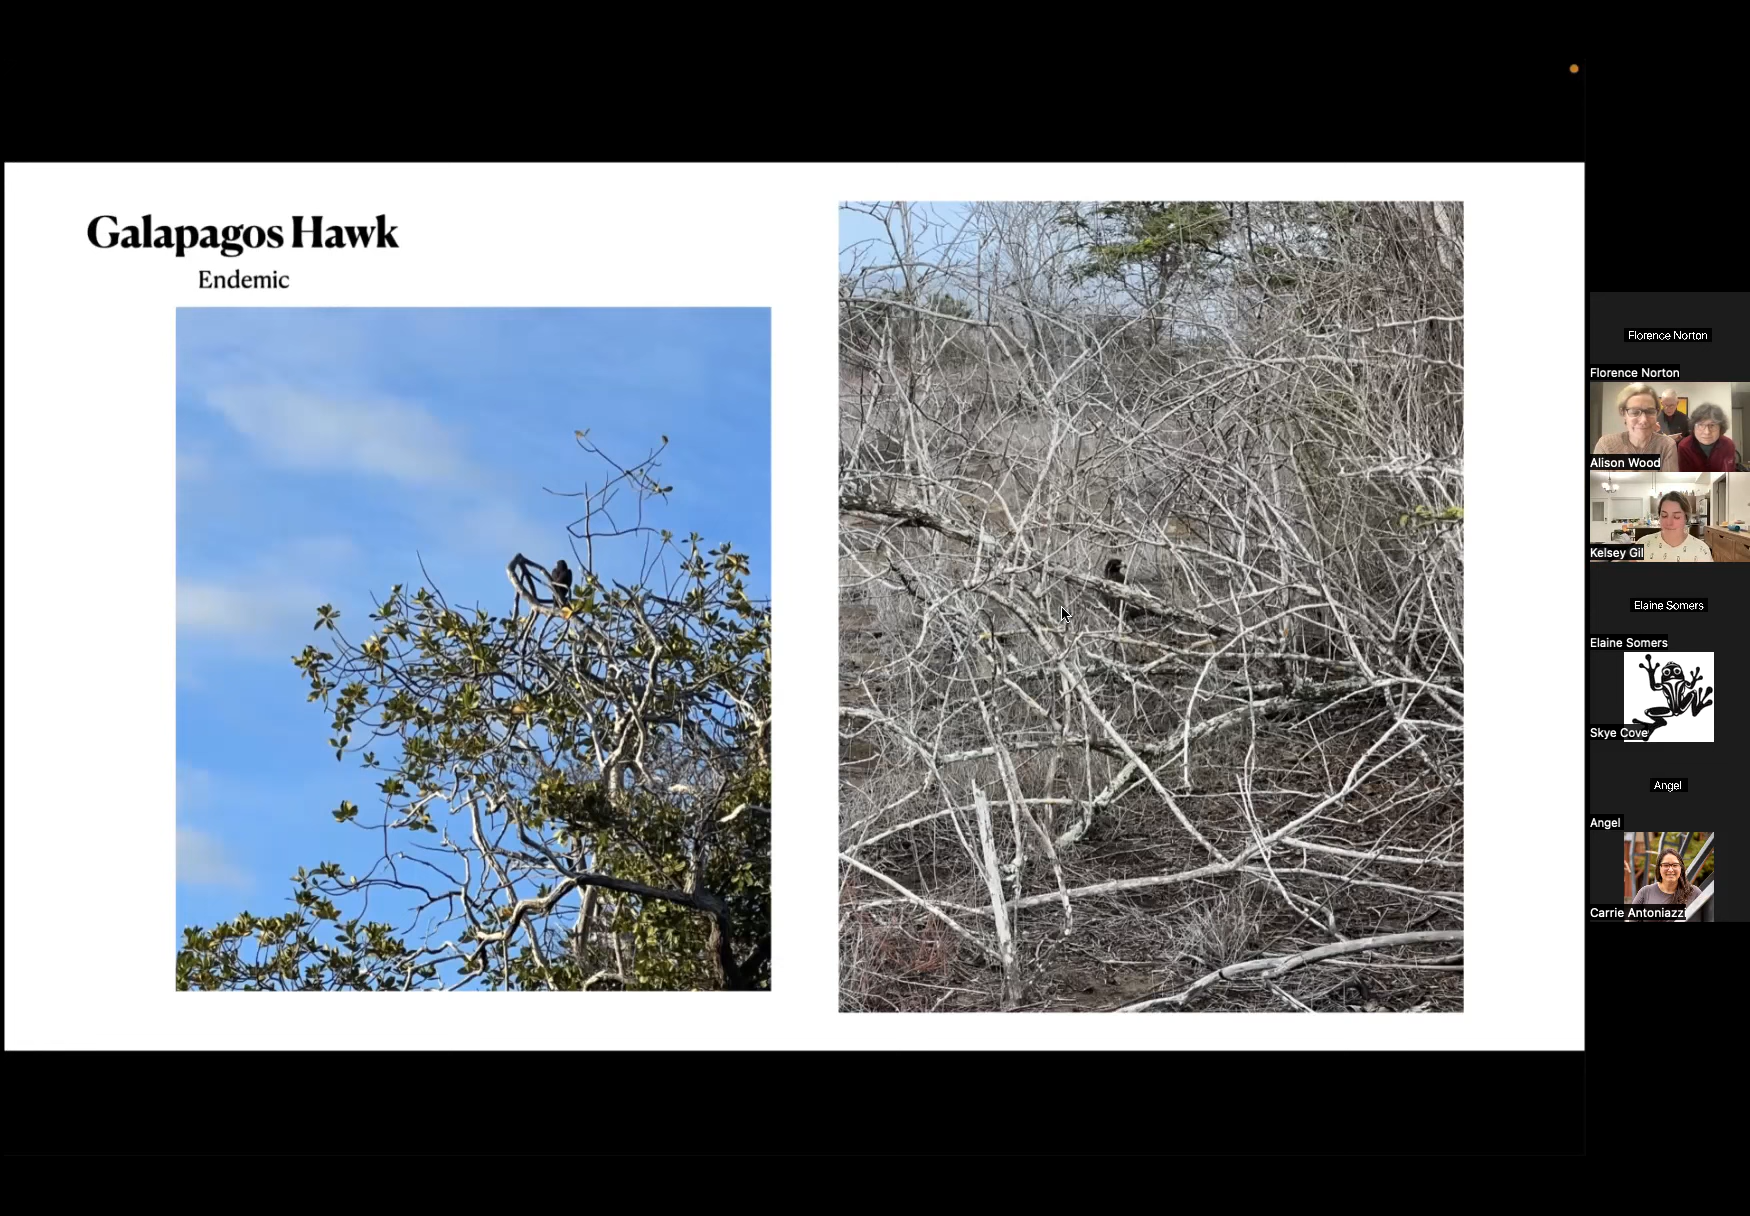 Galapagos Hawk
Endemic
Florence Norton
Florence Norton
Alison Wood
Kelsey Gil
Elaine Somers
Elaine Somers
Skye Cove
Angel
Angel
Carrie Antoniazzi